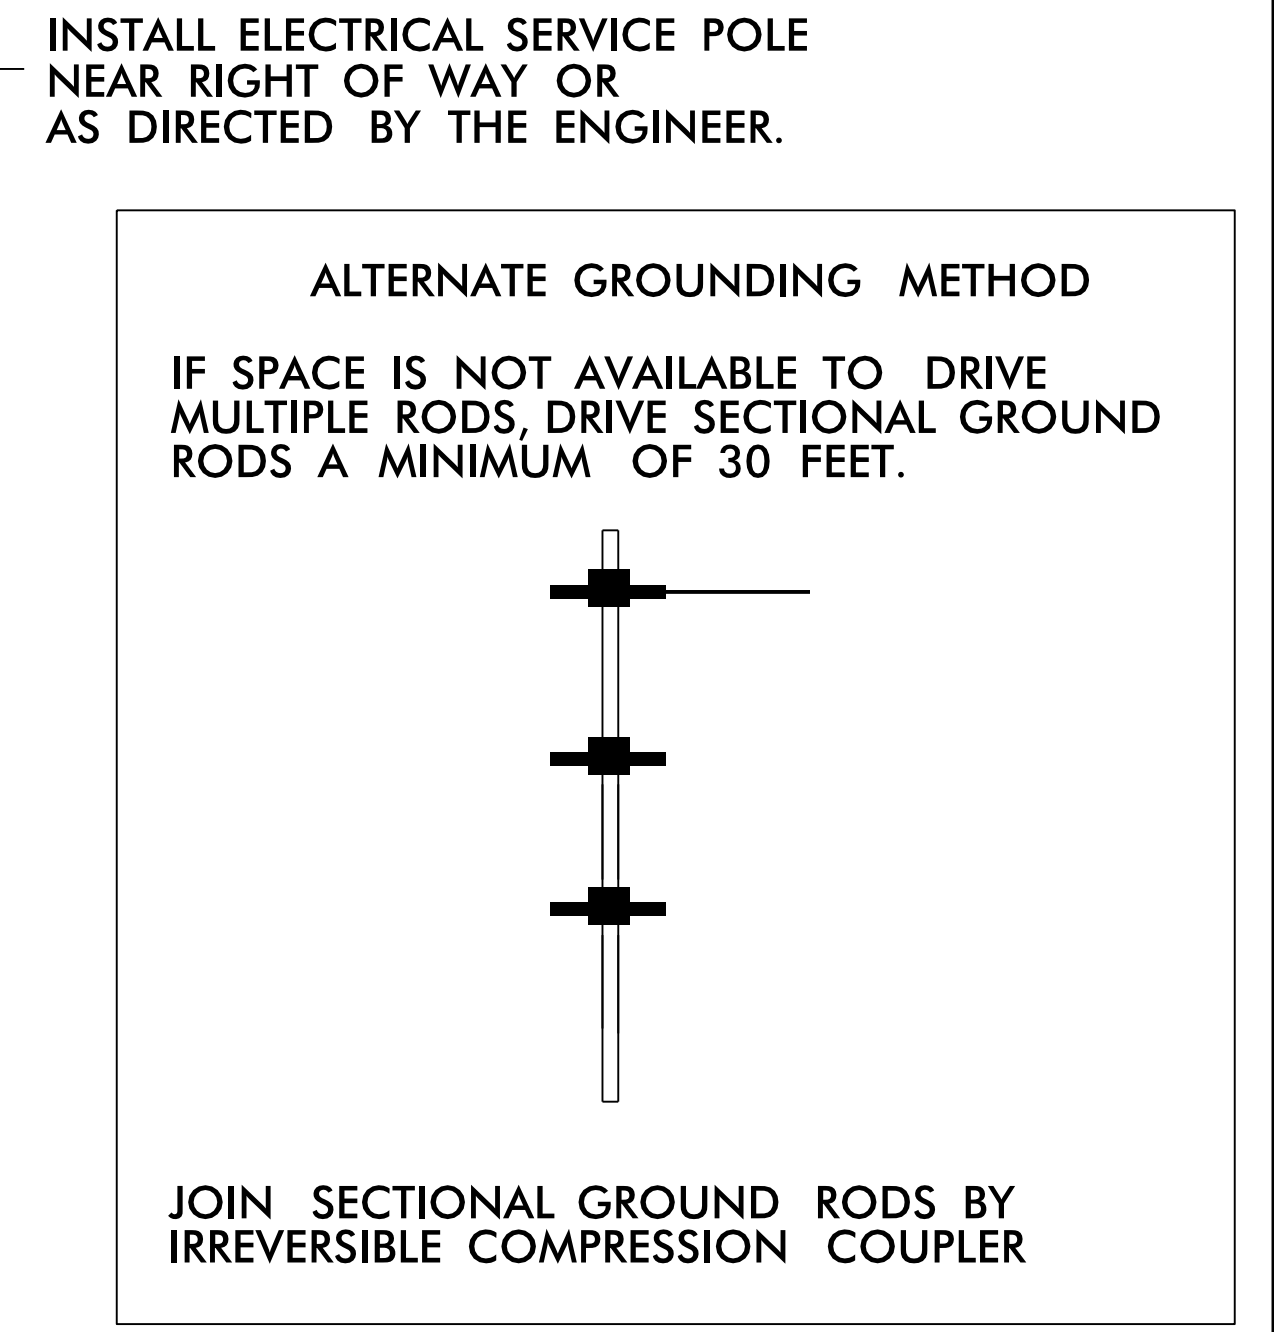 INSTALL ELECTRICAL SERVICE POLE
NEAR RIGHT OF WAY OR
AS DIRECTED BY THE ENGINEER.
ALTERNATE GROUNDING METHOD
IF SPACE IS NOT AVAILABLE TO DRIVE
MULTIPLE RODS, DRIVE SECTIONAL GROUND
RODS A MINIMUM OF 30 FEET.
JOIN SECTIONAL GROUND RODS BY
IRREVERSIBLE COMPRESSION COUPLER